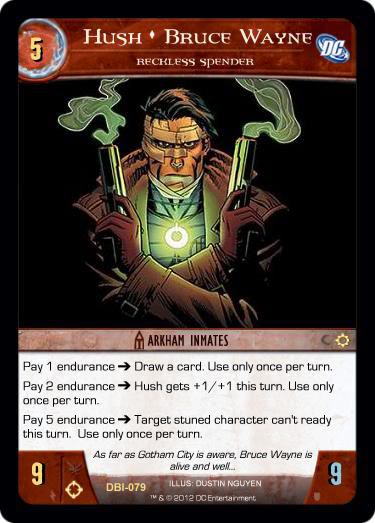 5
Hush ♦ Bruce Wayne
DC
RECKLESS SPENDER
ARKHAM INMATES
Pay 1 endurance ➔ Draw a card. Use only once per turn.
Pay 2 endurance ➔ Hush gets +1/+1 this turn. Use only
once per turn.
Pay 5 endurance ➔ Target stunned character can't ready
this turn.  Use only once per turn.
As far as Gotham City is aware, Bruce Wayne is
alive and well...
9
DBI-079
ILLUS: DUSTIN NGUYEN
9
™ & © 2012 DC Entertainment